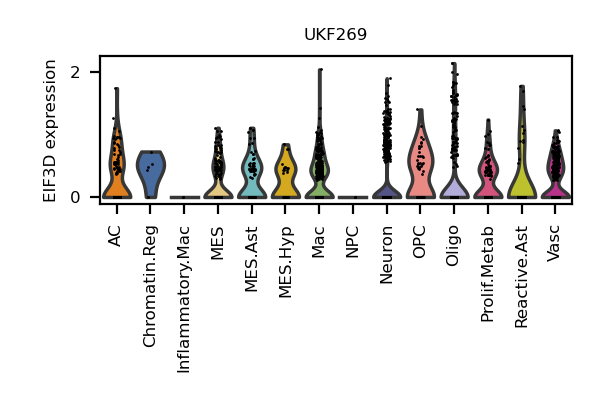 UKF269
EIF3D expression
2
0
AC
Chromatin.Reg
Inflammatory.Mac
MES
MES.Ast
MES.Hyp
Mac
NPC
Neuron
OPC
Oligo
Prolif.Metab
Reactive.Ast
Vasc